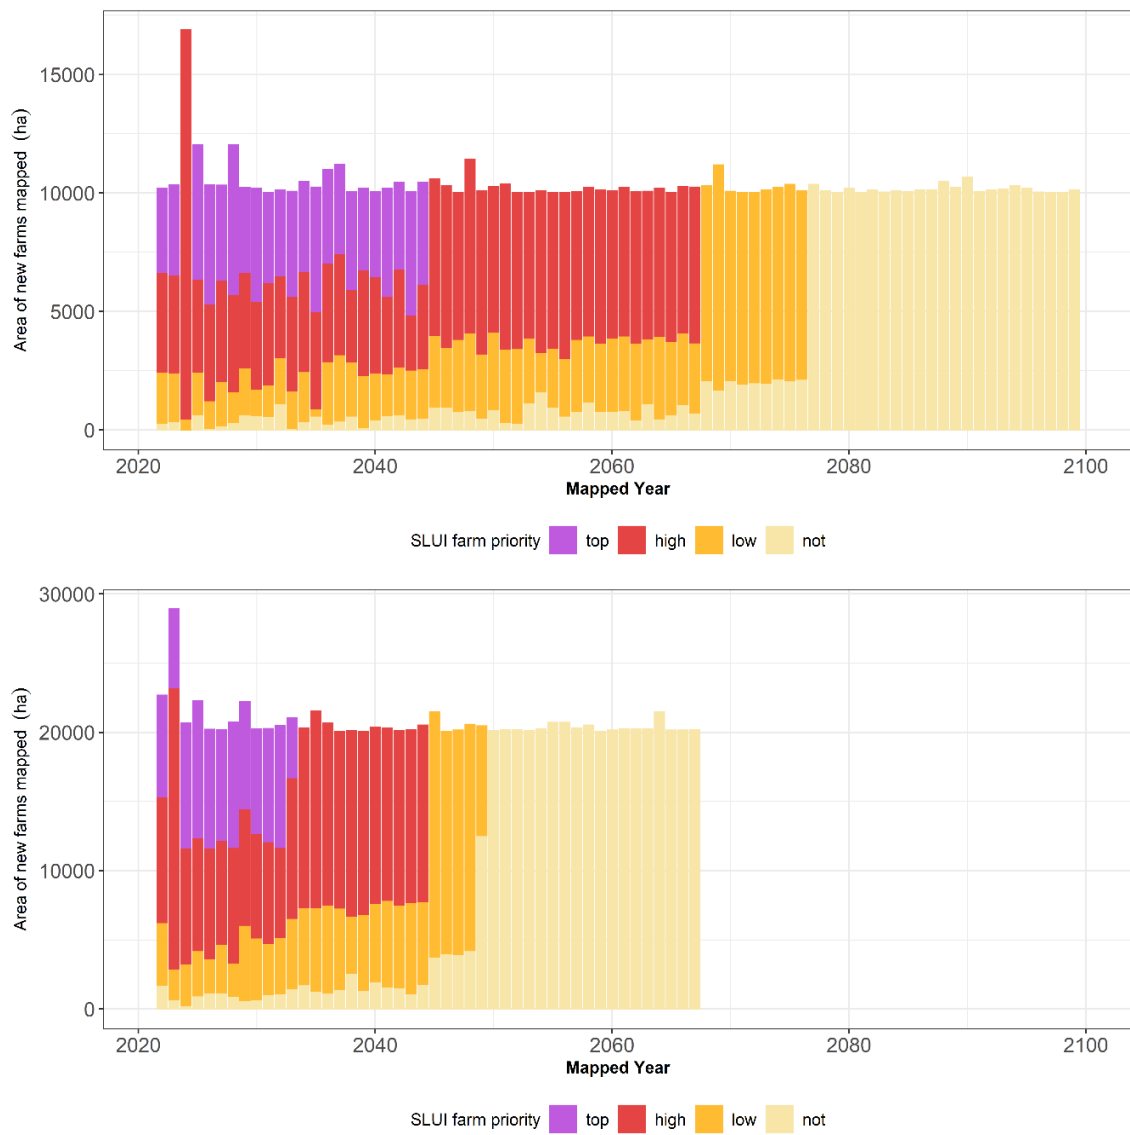 Area of new farms mapped (ha)
15000
10000
5000
0
2020 2040 2060 2080 2100
Mapped Year
SLUI farm priority top high low not
Area of new farms mapped (ha)
30000
20000
10000
0
2020 2040 2060 2080 2100
Mapped Year
SLUI farm priority top high low not